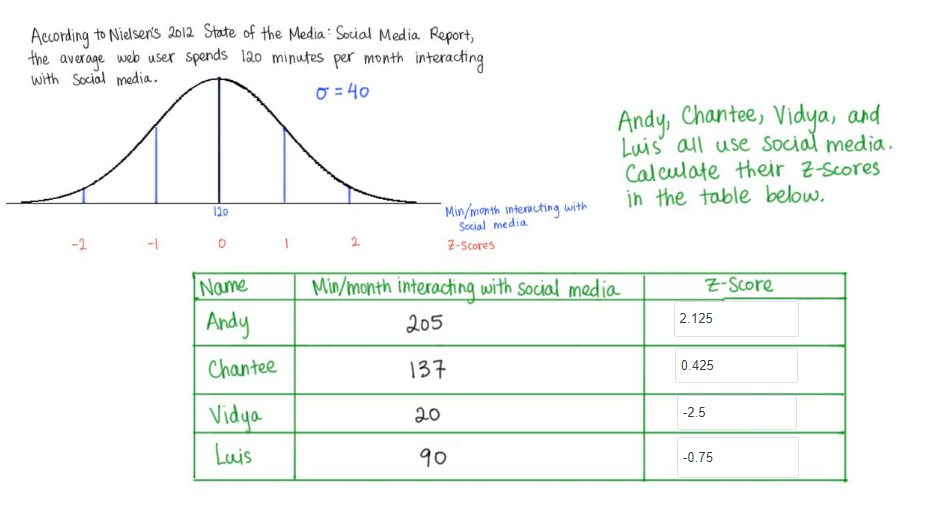 According to Nielsen's 2012 State of the Media: Social Media Report,
the average web user spends 120 minutes per month interacting
with Social media.
σ = 40
Andy, Chantee, Vidya, and
Luis all use Social media.
Calculate their Z-Scores
in the table below.
120
Min/month interacting with
Social media
-2 -1 0 1 2 Z-Scores
Name Min/month interacting with social media Z-Score
Andy 205 2.125
Chantee 137 0.425
Vidya 20 -2.5
Luis 90 -0.75